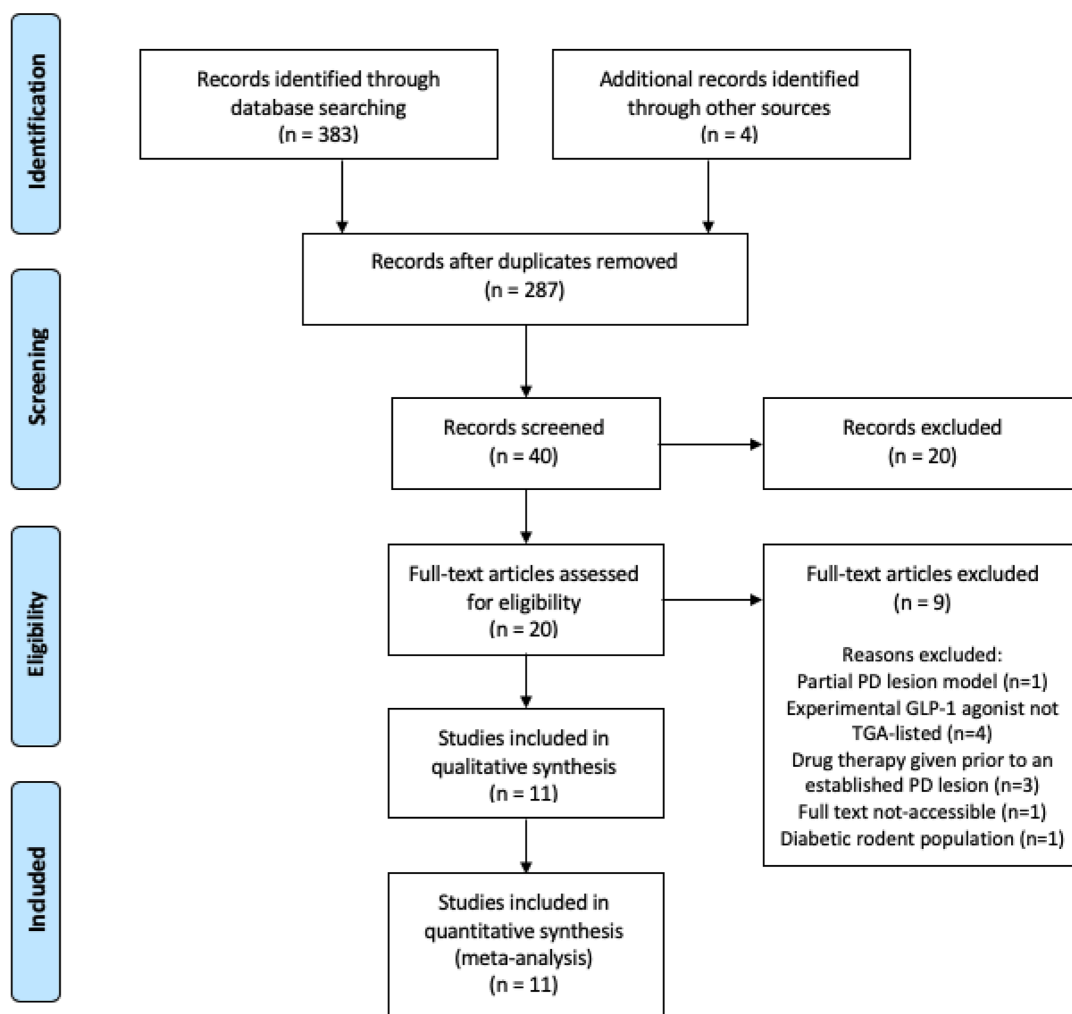 Identification
Records identified through
database searching
(n = 383)
Additional records identified
through other sources
(n = 4)
Records after duplicates removed
(n = 287)
Screening
Records screened
(n = 40)
Records excluded
(n = 20)
Eligibility
Full-text articles assessed
for eligibility
(n = 20)
Full-text articles excluded
(n = 9)
Reasons excluded:
Partial PD lesion model (n=1)
Experimental GLP-1 agonist not
TGA-listed (n=4)
Drug therapy given prior to an
established PD lesion (n=3)
Full text not-accessible (n=1)
Diabetic rodent population (n=1)
Studies included in
qualitative synthesis
(n = 11)
Included
Studies included in
quantitative synthesis
(meta-analysis)
(n = 11)